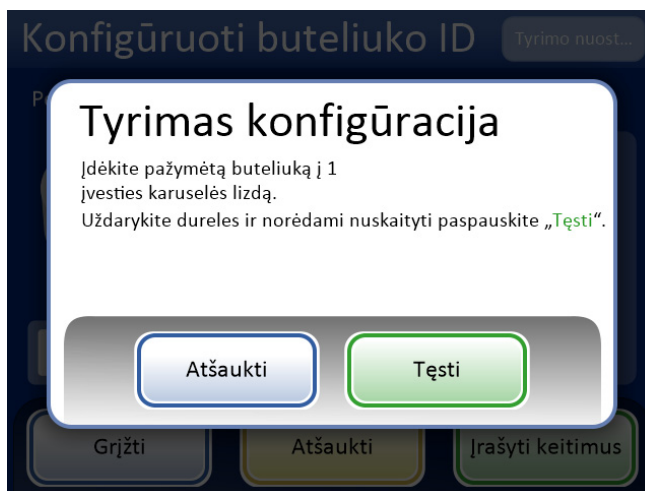 Konfigūruoti buteliuko ID
Tyrimo nuost...
Tyrimas konfigūracija
Įdėkite pažymėtą buteliuką į 1
įvesties karuselės lizdą.
Uždarykite dureles ir norėdami nuskaityti paspauskite „Tęsti“.
Atšaukti
Tęsti
Grįžti
Atšaukti
Įrašyti keitimus